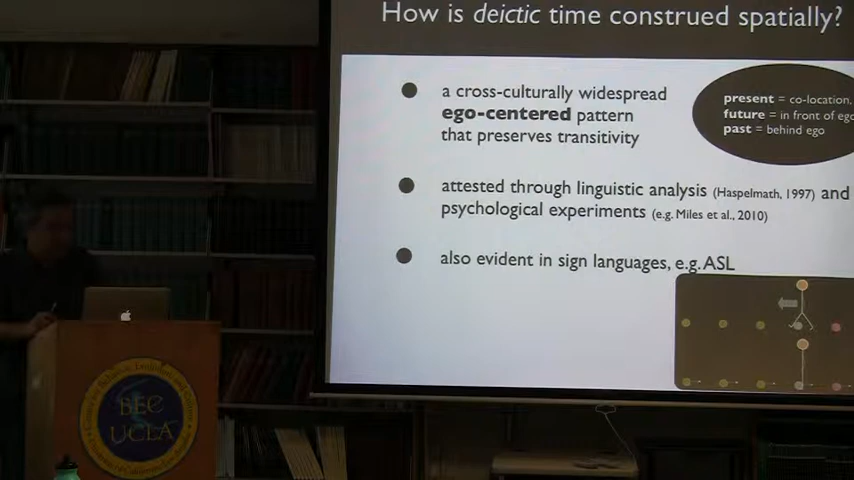 How is deictic time construed spatially?
a cross-culturally widespread
ego-centered pattern
that preserves transitivity
present = co-location,
future = in front of ego
past = behind ego
attested through linguistic analysis (Haspelmath, 1997) and
psychological experiments (e.g. Miles et al., 2010)
also evident in sign languages, e.g. ASL
BEC
UCLA